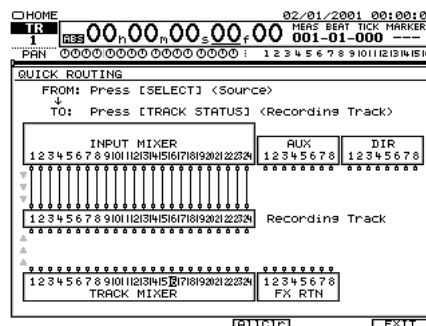 HOME 02/01/2001 00:00:0
TR 1 ABS 00h00m00s00f00 MEAS BEAT TICK MARKER
001-01-000 ---
PAN 1 2 3 4 5 6 7 8 9 10 11 12 13 14 15 16
QUICK ROUTING
FROM: Press [SELECT] (Source)
↓
TO: Press [TRACK STATUS] (Recording Track)
INPUT MIXER AUX DIR
1 2 3 4 5 6 7 8 9 10 11 12 13 14 15 16 17 18 19 20 21 22 23 24 1 2 3 4 5 6 7 8 1 2 3 4 5 6 7 8
1 2 3 4 5 6 7 8 9 10 11 12 13 14 15 16 17 18 19 20 21 22 23 24 Recording Track
1 2 3 4 5 6 7 8 9 10 11 12 13 14 15 16 17 18 19 20 21 22 23 24 1 2 3 4 5 6 7 8
TRACK MIXER FX RTN
AllClr EXIT